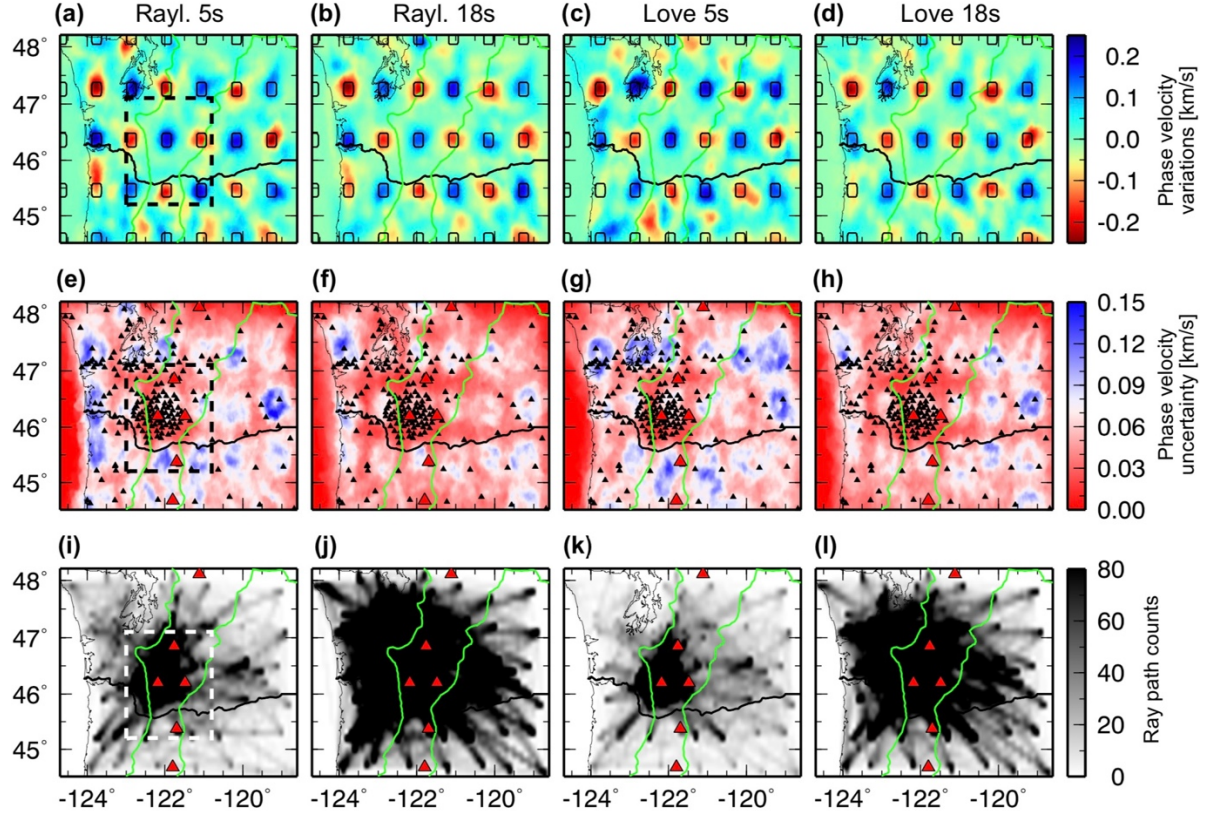 (a) Rayl. 5s (b) Rayl. 18s (c) Love 5s (d) Love 18s
48° 47° 46° 45°
0.2 0.1 0.0 -0.1 -0.2
Phase velocity
variations [km/s]
(e) (f) (g) (h)
48° 47° 46° 45°
0.15 0.12 0.09 0.06 0.03 0.00
Phase velocity
uncertainty [km/s]
(i) (j) (k) (l)
48° 47° 46° 45°
80 60 40 20 0
Ray path counts
-124 -122 -120 -124 -122 -120 -124 -122 -120 -124 -122 -120